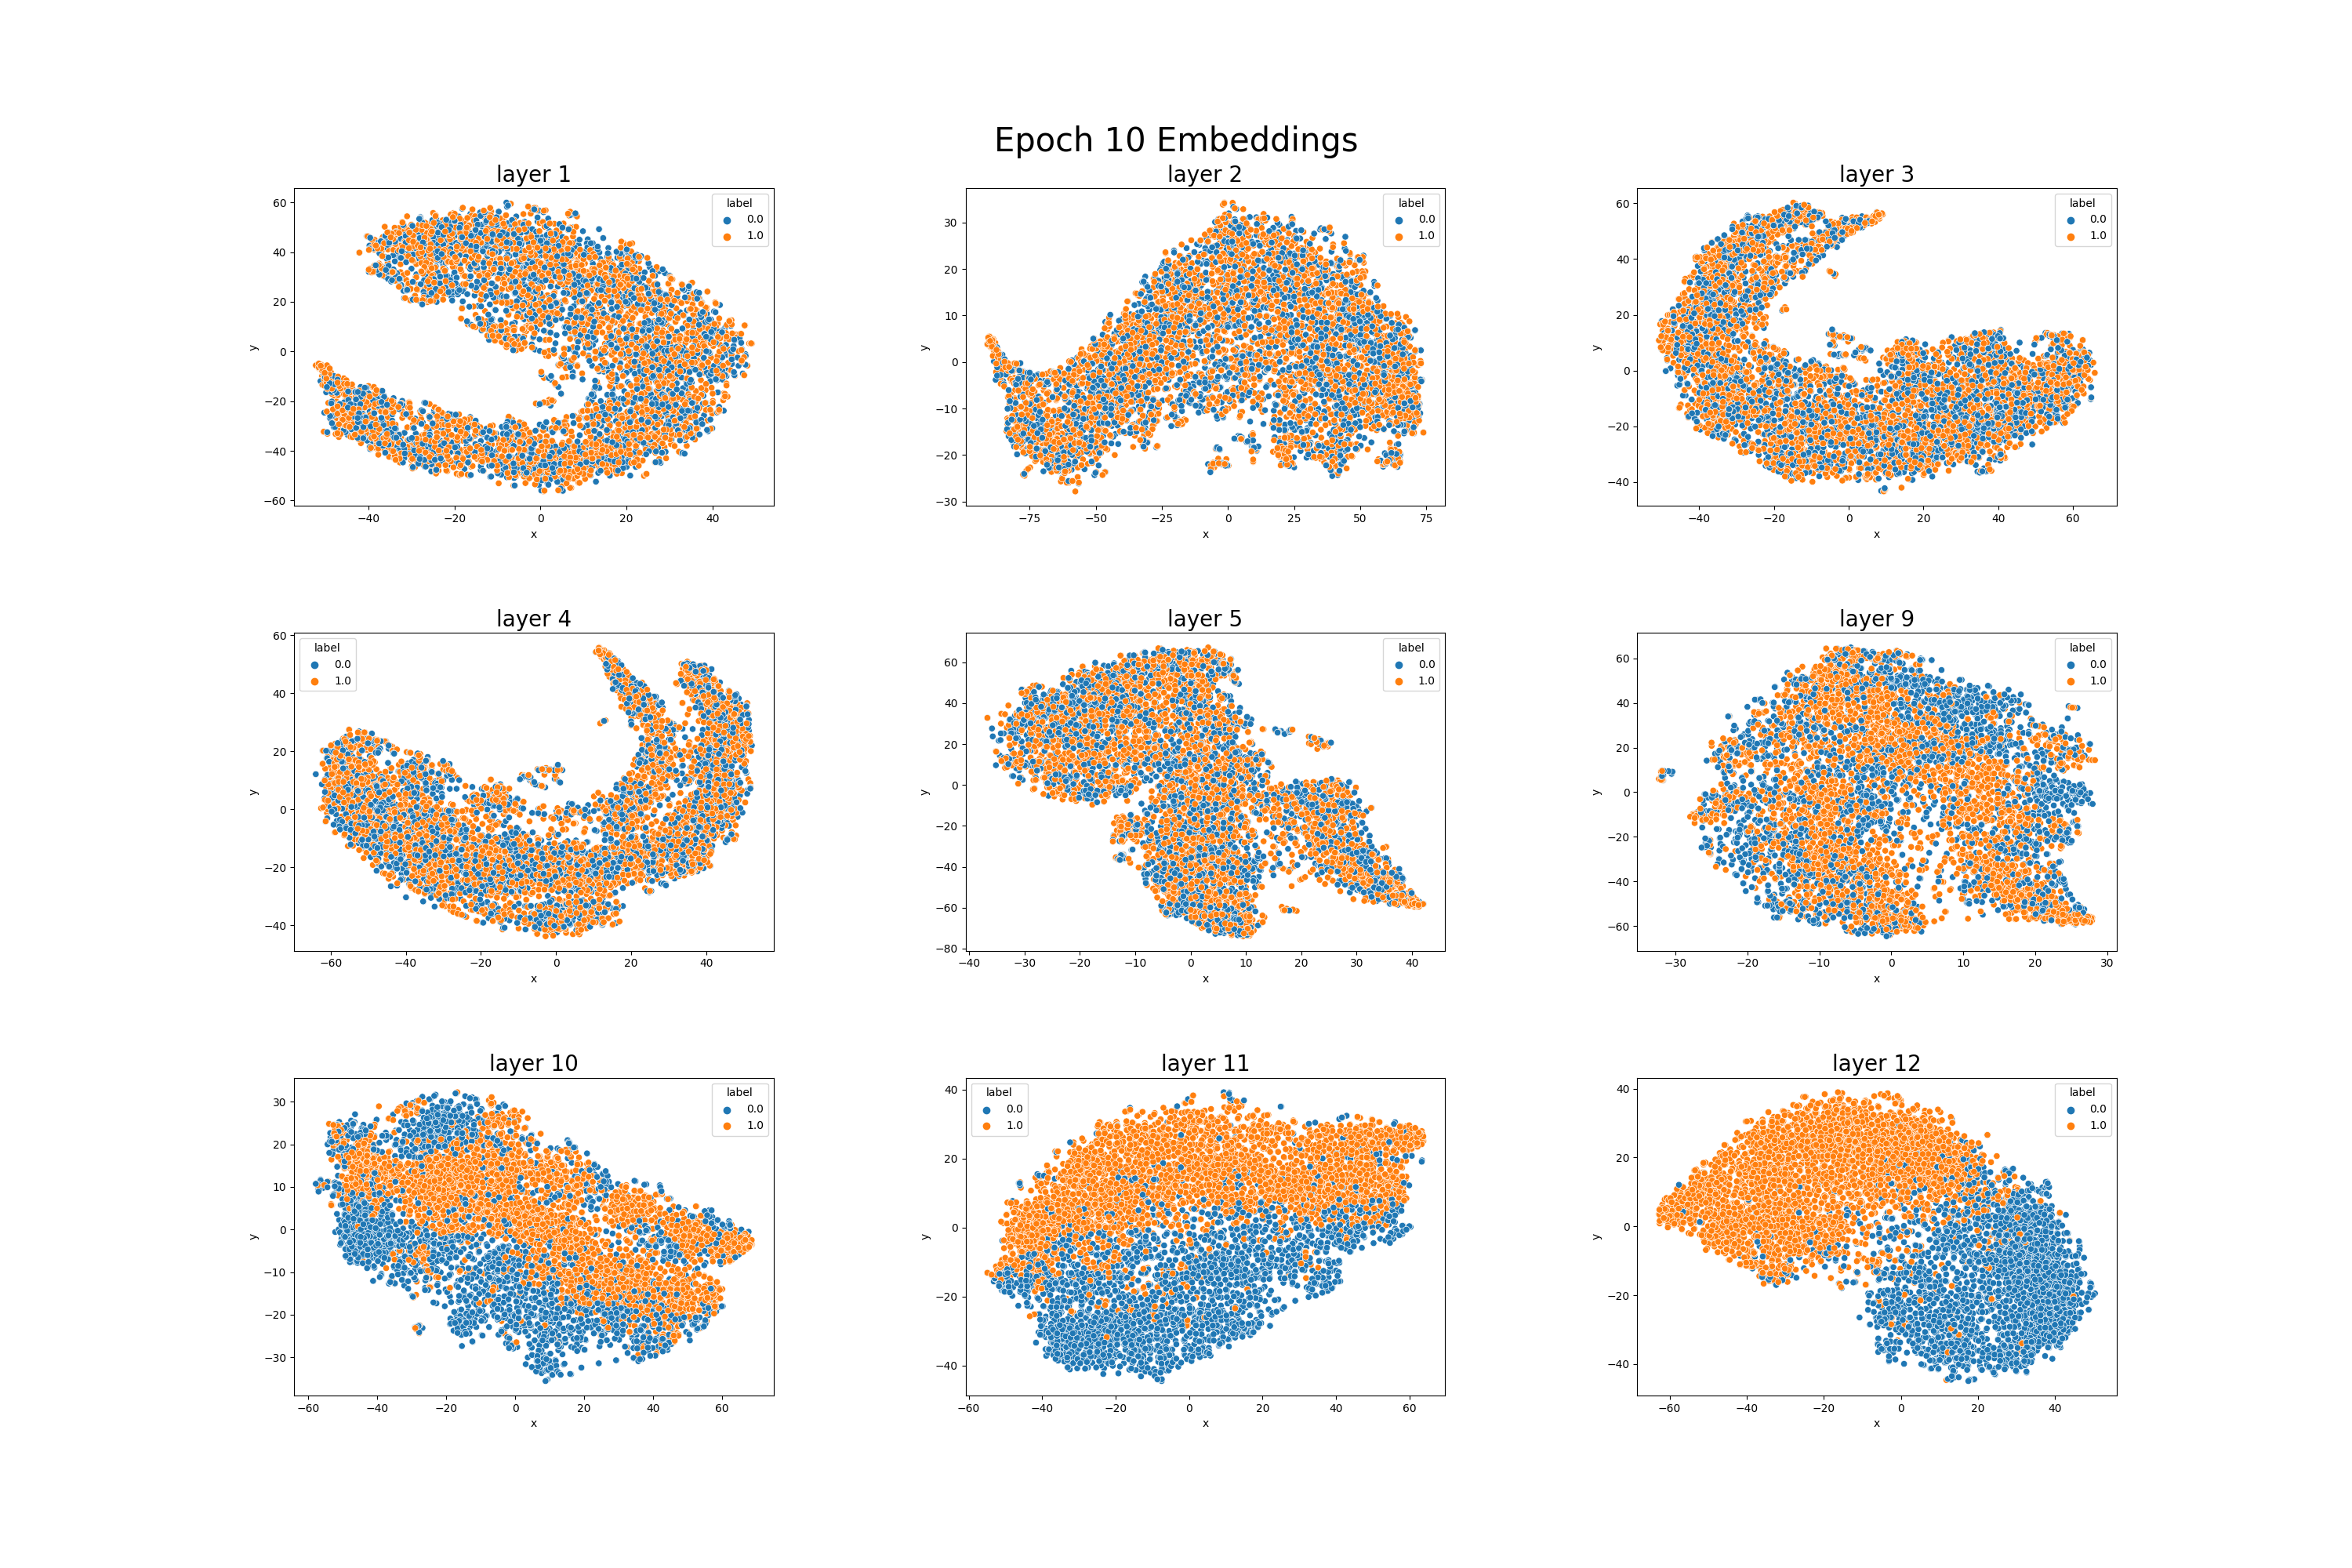 Epoch 10 Embeddings
layer 1
label
0.0
1.0
60
40
20
0
−20
−40
−60
y
−40 −20 0 20 40
x
layer 2
label
0.0
1.0
30
20
10
0
−10
−20
−30
y
−75 −50 −25 0 25 50 75
x
layer 3
label
0.0
1.0
60
40
20
0
−20
−40
y
−40 −20 0 20 40 60
x
layer 4
label
0.0
1.0
60
40
20
0
−20
−40
y
−60 −40 −20 0 20 40
x
layer 5
label
0.0
1.0
60
40
20
0
−20
−40
−60
−80
y
−40 −30 −20 −10 0 10 20 30 40
x
layer 9
label
0.0
1.0
60
40
20
0
−20
−40
−60
y
−30 −20 −10 0 10 20 30
x
layer 10
label
0.0
1.0
30
20
10
0
−10
−20
−30
y
−60 −40 −20 0 20 40 60
x
layer 11
label
0.0
1.0
40
20
0
−20
−40
y
−60 −40 −20 0 20 40 60
x
layer 12
label
0.0
1.0
40
20
0
−20
−40
y
−60 −40 −20 0 20 40
x